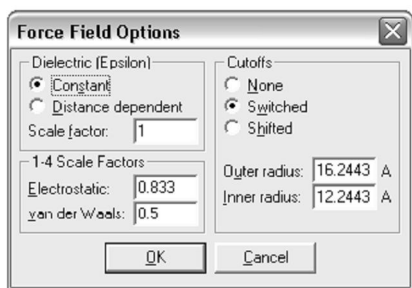 Force Field Options
Dielectric (Epsilon)
Constant
Distance dependent
Scale factor: 1
1-4 Scale Factors
Electrostatic: 0.833
van der Waals: 0.5
Cutoffs
None
Switched
Shifted
Outer radius: 16.2443 A
Inner radius: 12.2443 A
OK Cancel